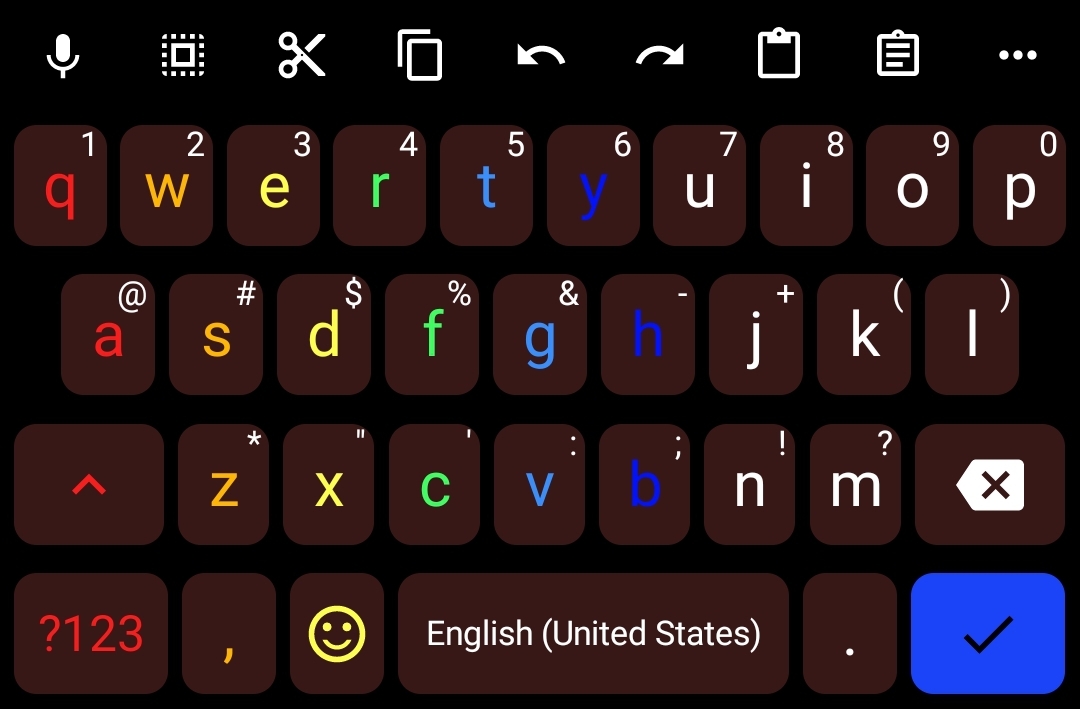 1 2 3 4 5 6 7 8 9 0
q w e r t y u i o p
@ # $ % & - + ( )
a s d f g h j k l
* " ' : ; ! ?
z x c v b n m
?123 , English (United States) .